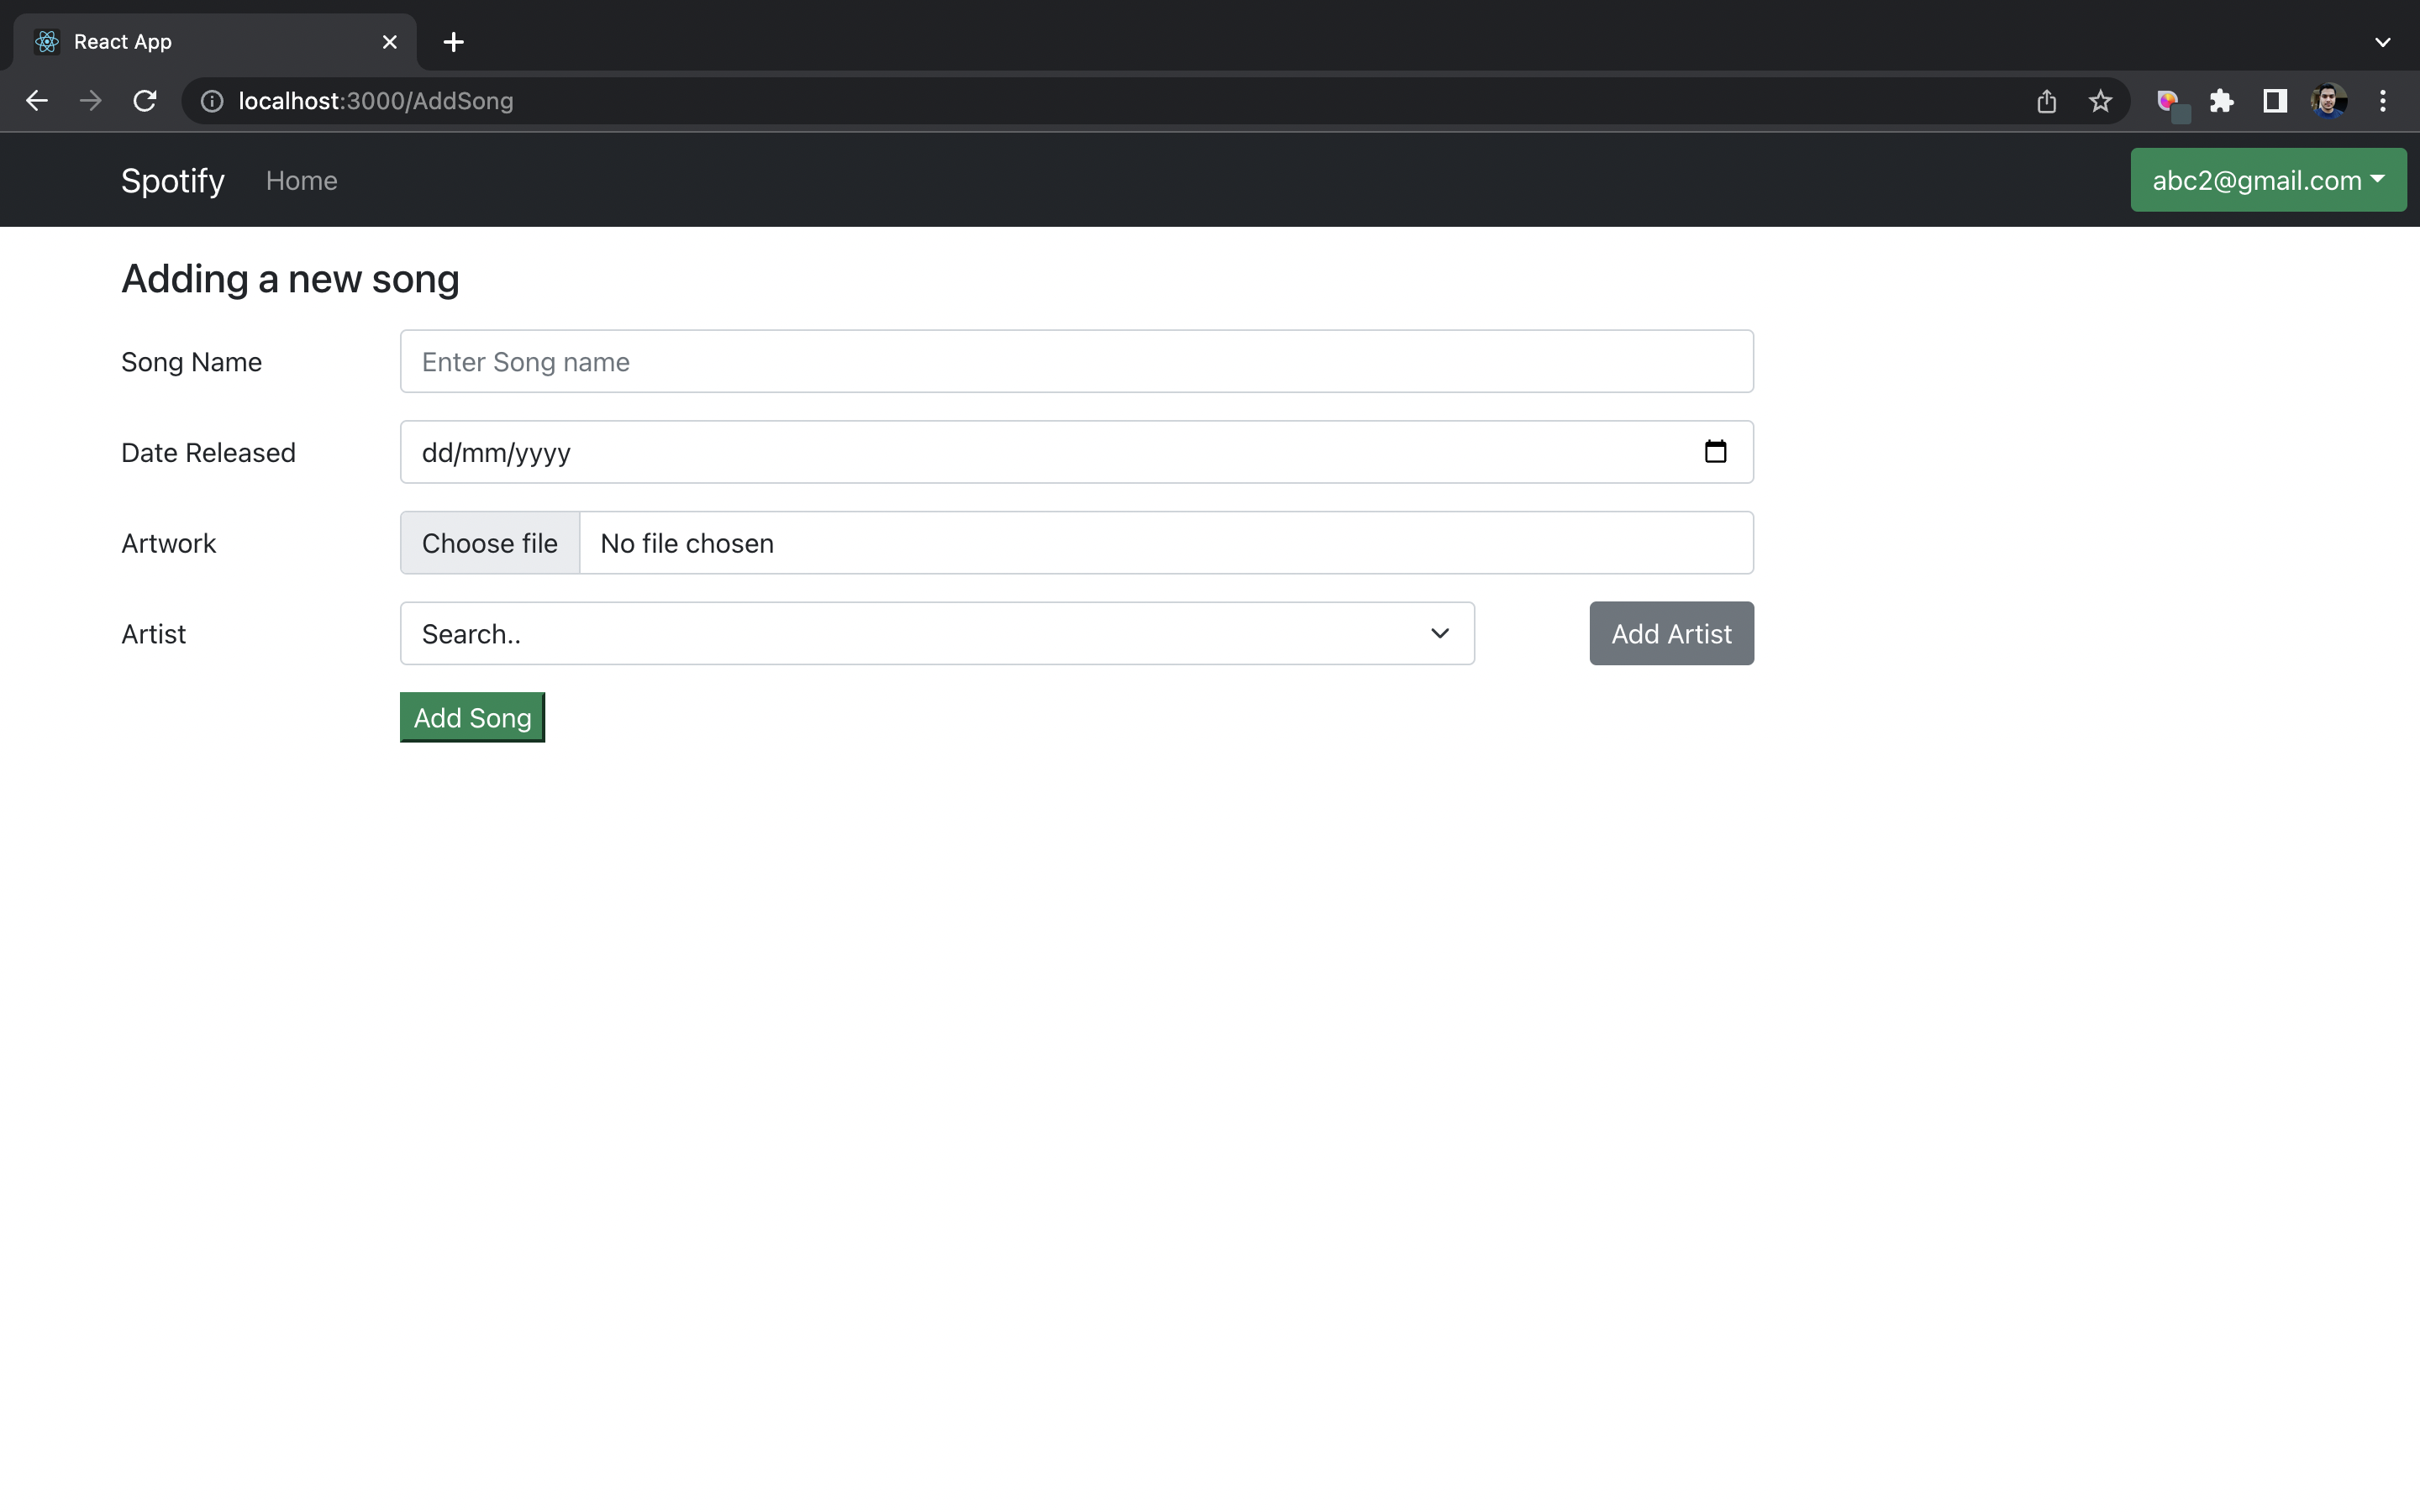 React App
localhost:3000/AddSong
Spotify Home abc2@gmail.com
Adding a new song
Song Name Enter Song name
Date Released dd/mm/yyyy
Artwork Choose file No file chosen
Artist Search.. Add Artist
Add Song